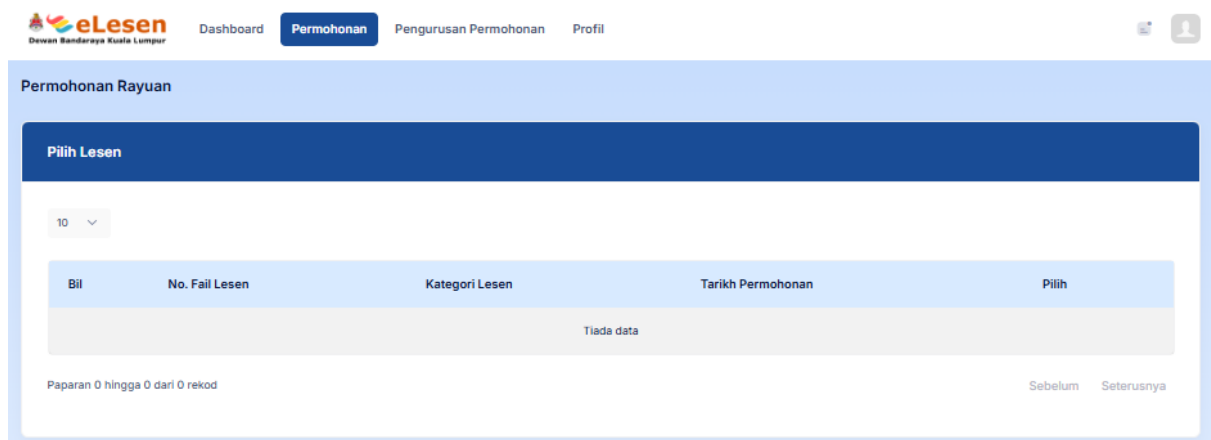 eLesen
Dewan Bandaraya Kuala Lumpur
Dashboard Permohonan Pengurusan Permohonan Profil
Permohonan Rayuan
Pilih Lesen
10
Bil No. Fail Lesen Kategori Lesen Tarikh Permohonan Pilih
Tiada data
Paparan 0 hingga 0 dari 0 rekod Sebelum Seterusnya